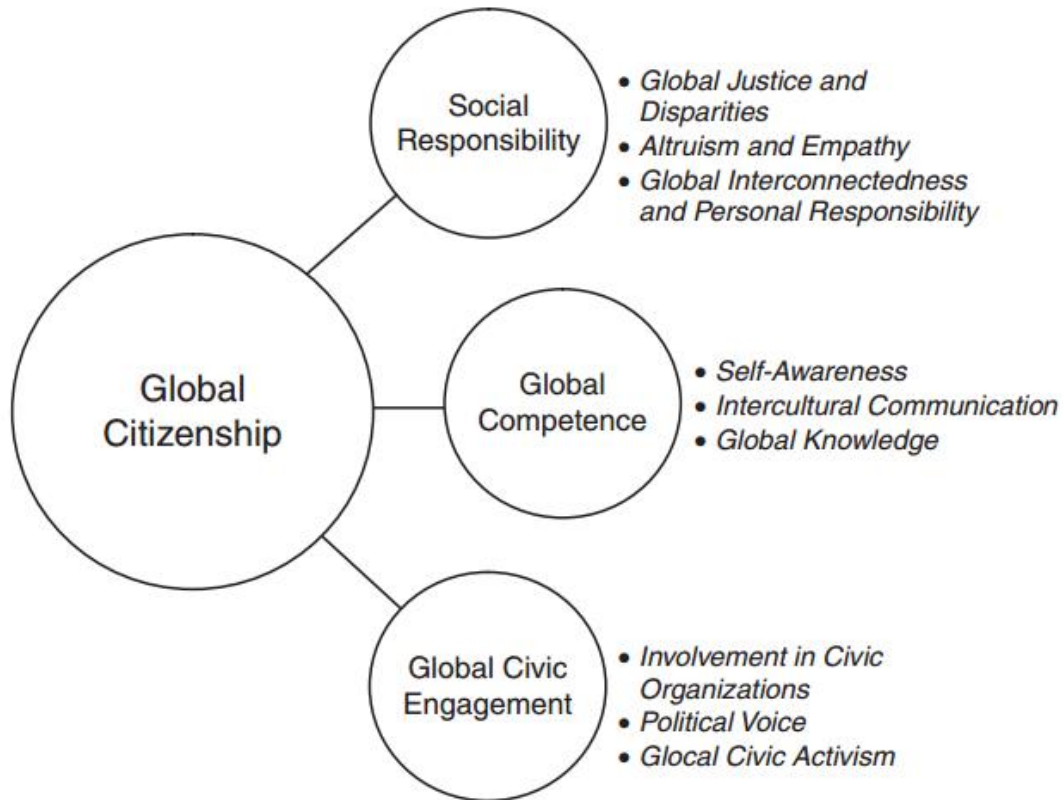 Social
Responsibility
• Global Justice and
Disparities
• Altruism and Empathy
• Global Interconnectedness
and Personal Responsibility
Global
Citizenship
Global
Competence
• Self-Awareness
• Intercultural Communication
• Global Knowledge
Global Civic
Engagement
• Involvement in Civic
Organizations
• Political Voice
• Glocal Civic Activism